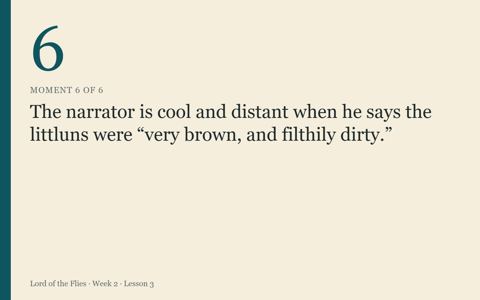 6
MOMENT 6 OF 6
The narrator is cool and distant when he says the
littluns were “very brown, and filthily dirty.”
Lord of the Flies · Week 2 · Lesson 3